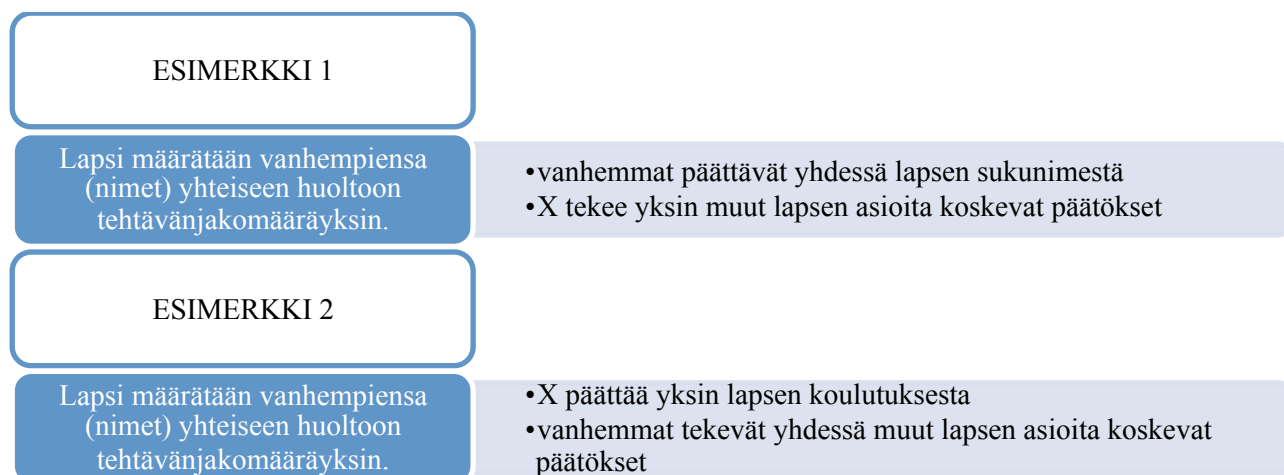 ESIMERKKI 1
Lapsi määrätään vanhempiensa
(nimet) yhteiseen huoltoon
tehtävänjakomääräyksin.
•vanhemmat päättävät yhdessä lapsen sukunimestä
•X tekee yksin muut lapsen asioita koskevat päätökset
ESIMERKKI 2
Lapsi määrätään vanhempiensa
(nimet) yhteiseen huoltoon
tehtävänjakomääräyksin.
•X päättää yksin lapsen koulutuksesta
•vanhemmat tekevät yhdessä muut lapsen asioita koskevat
päätökset